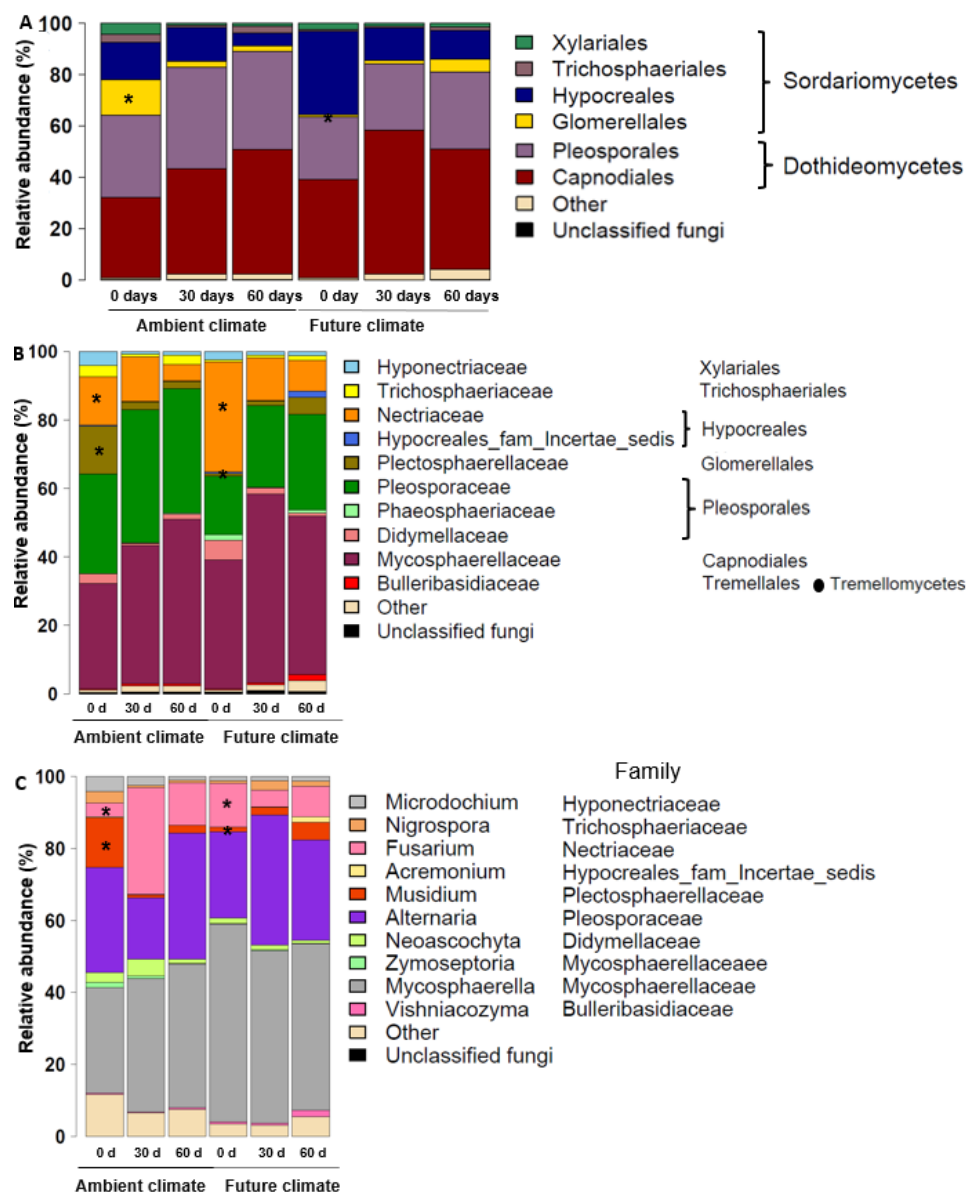 A
Relative abundance (%)
100
80
60
40
20
0
*
*
0 days 30 days 60 days 0 day 30 days 60 days
Ambient climate Future climate
Xylariales
Trichosphaeriales
Hypocreales
Glomerellales
Pleosporales
Capnodiales
Other
Unclassified fungi
Sordariomycetes
Dothideomycetes
B
Relative abundance (%)
100
80
60
40
20
0
*
*
*
*
0 d 30 d 60 d 0 d 30 d 60 d
Ambient climate Future climate
Hyponectriaceae Xylariales
Trichosphaeriaceae Trichosphaeriales
Nectriaceae
Hypocreales_fam_Incertae_sedis Hypocreales
Plectosphaerellaceae Glomerellales
Pleosporaceae
Phaeosphaeriaceae Pleosporales
Didymellaceae
Mycosphaerellaceae Capnodiales
Bulleribasidiaceae Tremellales ● Tremellomycetes
Other
Unclassified fungi
C
Relative abundance (%)
100
80
60
40
20
0
*
*
*
*
0 d 30 d 60 d 0 d 30 d 60 d
Ambient climate Future climate
Family
Microdochium Hyponectriaceae
Nigrospora Trichosphaeriaceae
Fusarium Nectriaceae
Acremonium Hypocreales_fam_Incertae_sedis
Musidium Plectosphaerellaceae
Alternaria Pleosporaceae
Neoascochyta Didymellaceae
Zymoseptoria Mycosphaerellaceaee
Mycosphaerella Mycosphaerellaceae
Vishniacozyma Bulleribasidiaceae
Other
Unclassified fungi